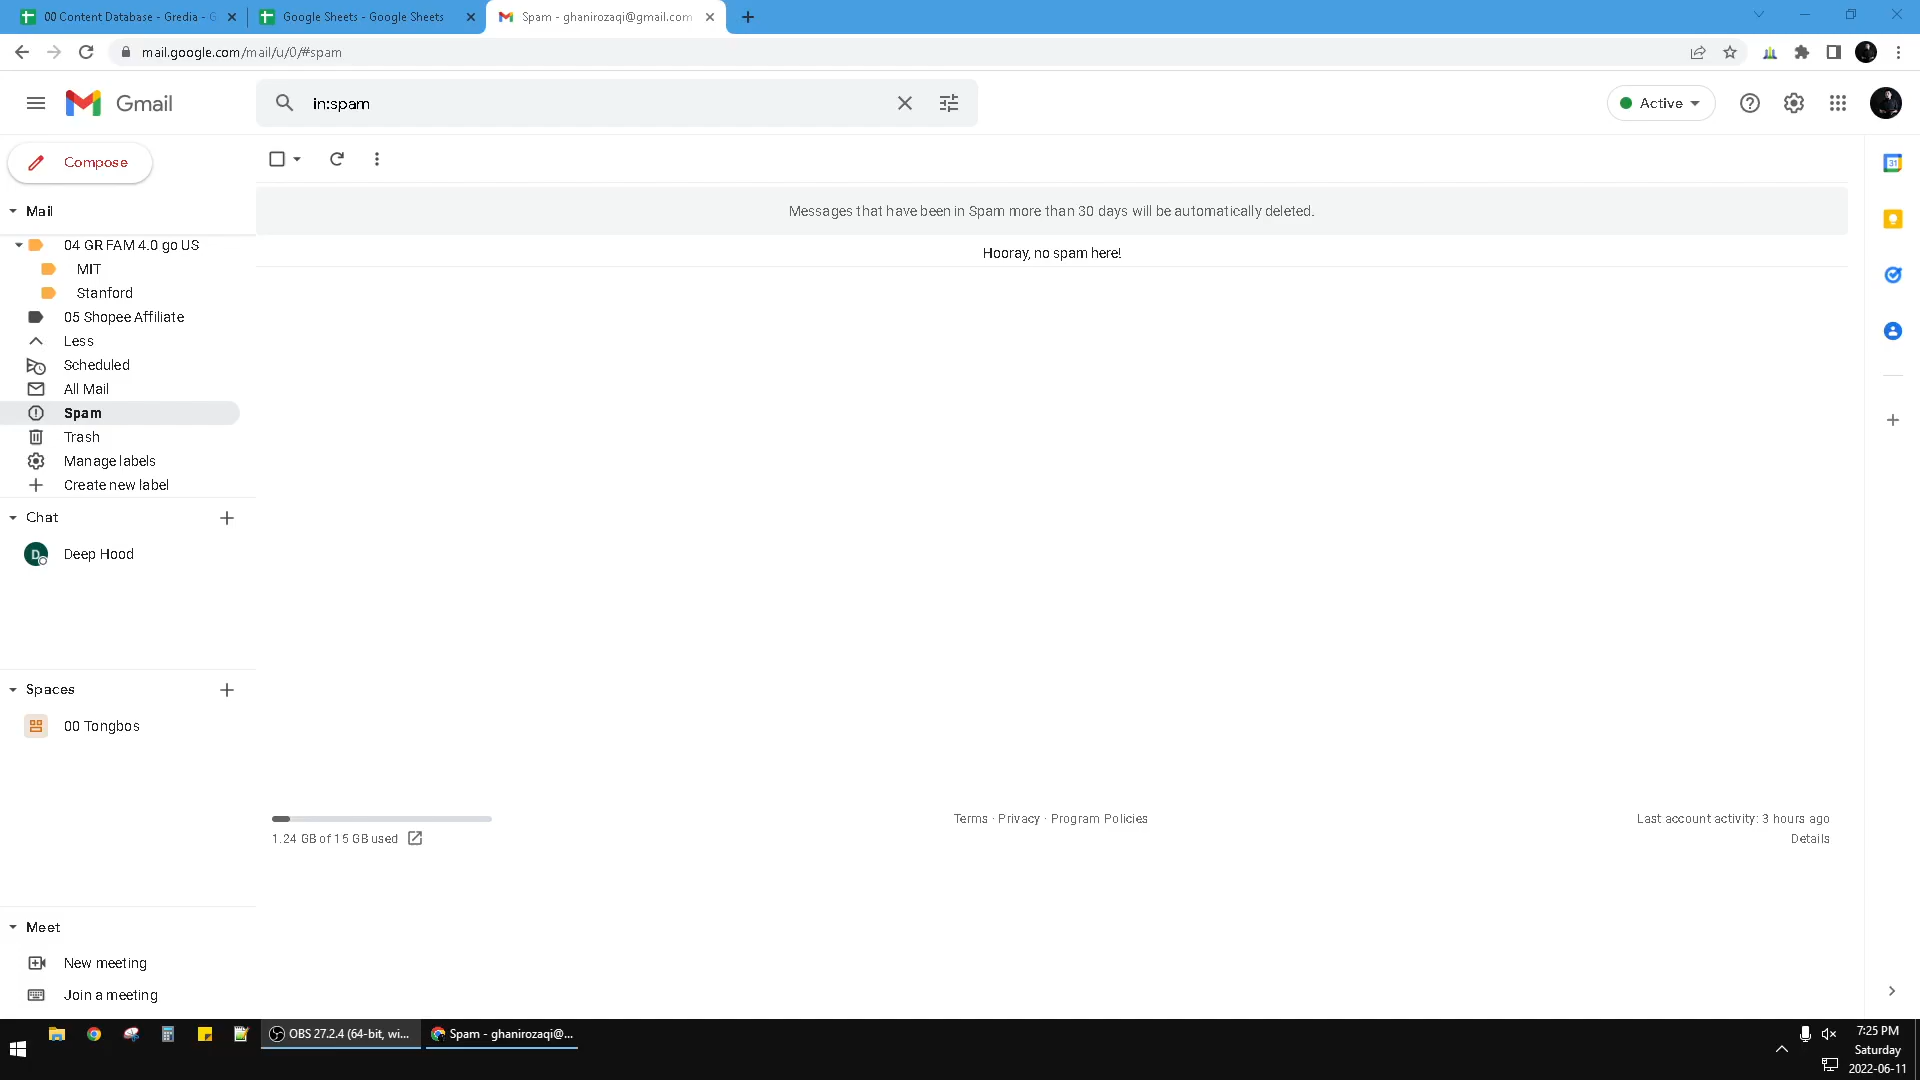 00 Content Database - Gredia - G
Google Sheets - Google Sheets
Spam - ghanirozaqi@gmail.com
mail.google.com/mail/u/0/#spam
Gmail
in:spam
Active
Compose
Mail
04 GR FAM 4.0 go US
MIT
Stanford
05 Shopee Affiliate
Less
Scheduled
All Mail
Spam
Trash
Manage labels
Create new label
Messages that have been in Spam more than 30 days will be automatically deleted.
Hooray, no spam here!
31
Chat
D
Deep Hood
Spaces
00 Tongbos
1.24 GB of 15 GB used
Terms · Privacy · Program Policies
Last account activity: 3 hours ago
Details
Meet
New meeting
Join a meeting
OBS 27.2.4 (64-bit, wi...
Spam - ghanirozaqi@...
7:25 PM
Saturday
2022-06-11